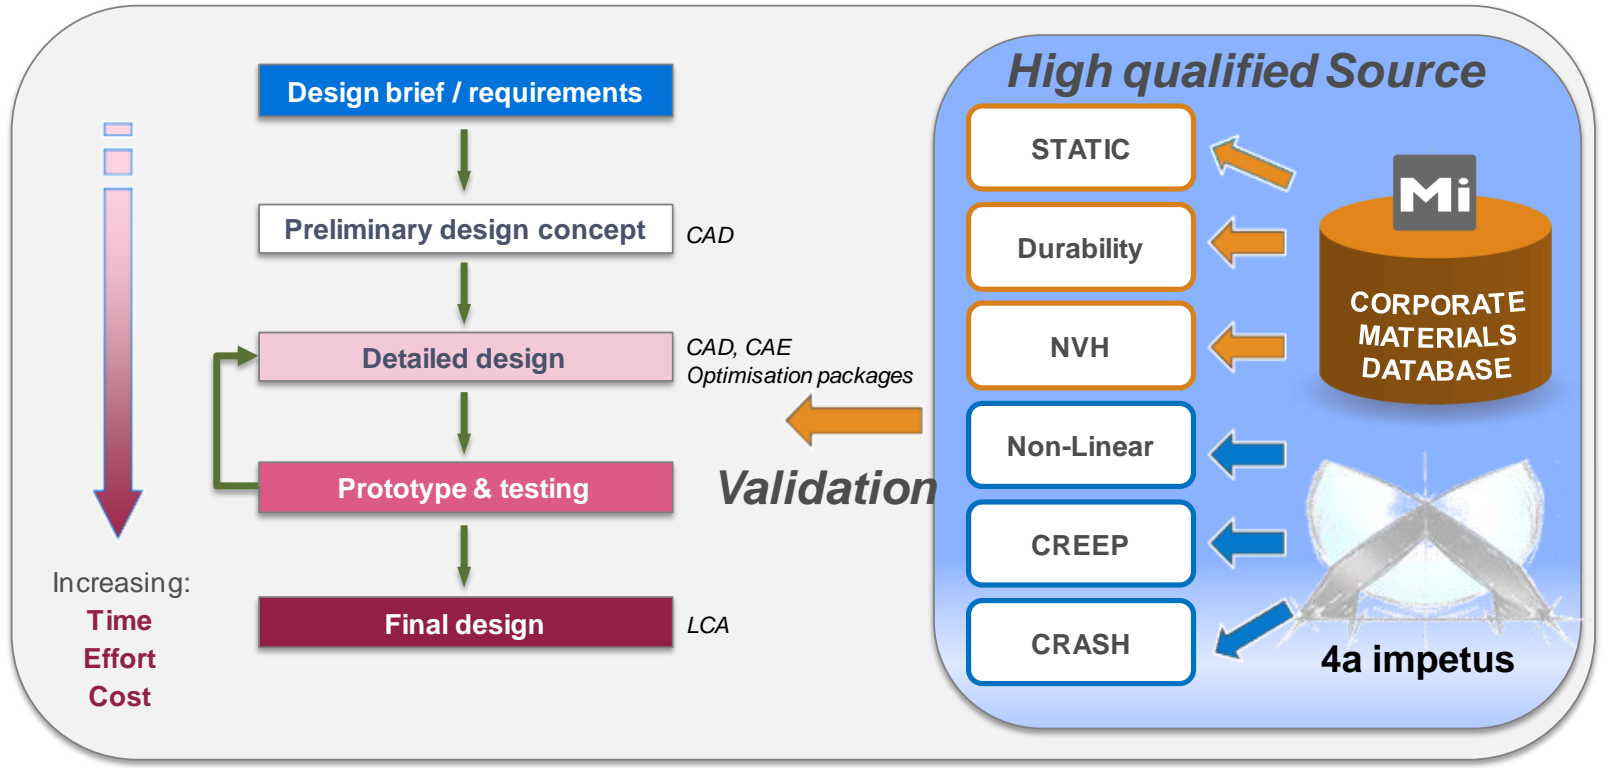 Design brief / requirements
Preliminary design concept
CAD
Detailed design
CAD, CAE
Optimisation packages
Prototype & testing
Final design
LCA
Increasing:
Time
Effort
Cost
Validation
High qualified Source
STATIC
Durability
NVH
Non-Linear
CREEP
CRASH
Mi
CORPORATE
MATERIALS
DATABASE
4a impetus